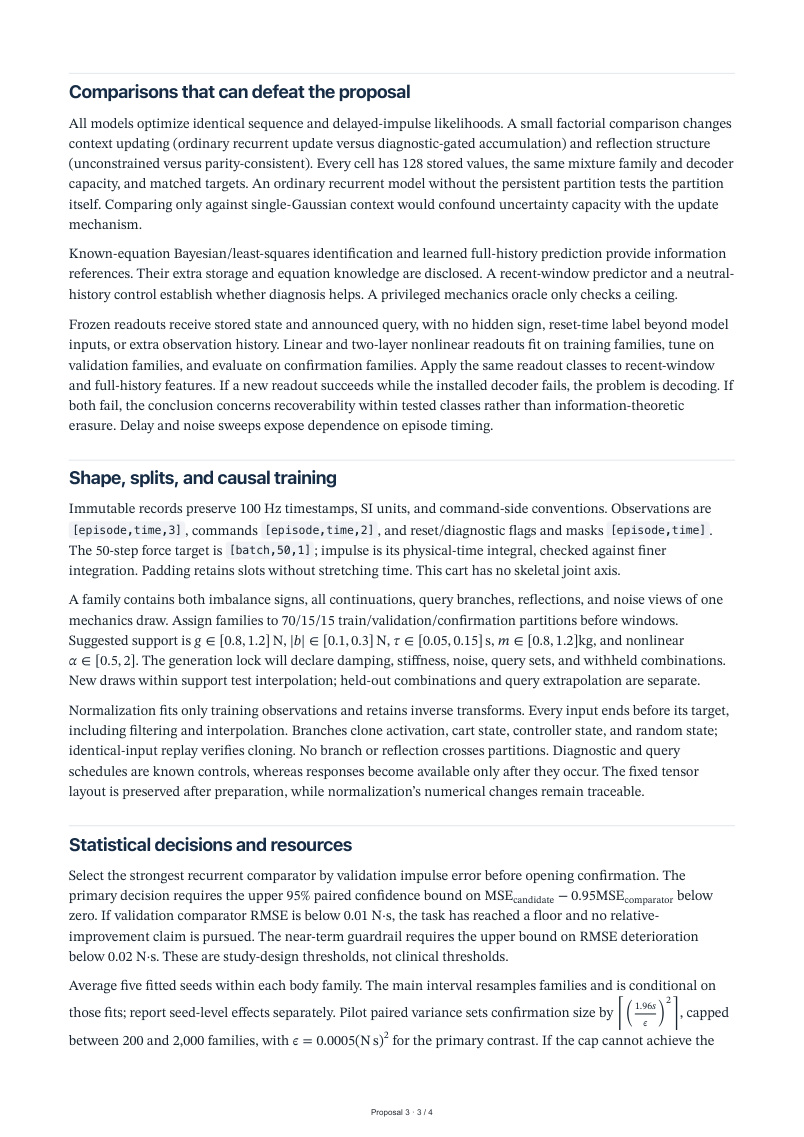 Comparisons that can defeat the proposal
All models optimize identical sequence and delayed-impulse likelihoods. A small factorial comparison changes
context updating (ordinary recurrent update versus diagnostic-gated accumulation) and reflection structure
(unconstrained versus parity-consistent). Every cell has 128 stored values, the same mixture family and decoder
capacity, and matched targets. An ordinary recurrent model without the persistent partition tests the partition
itself. Comparing only against single-Gaussian context would confound uncertainty capacity with the update
mechanism.
Known-equation Bayesian/least-squares identification and learned full-history prediction provide information
references. Their extra storage and equation knowledge are disclosed. A recent-window predictor and a neutral-
history control establish whether diagnosis helps. A privileged mechanics oracle only checks a ceiling.
Frozen readouts receive stored state and announced query, with no hidden sign, reset-time label beyond model
inputs, or extra observation history. Linear and two-layer nonlinear readouts fit on training families, tune on
validation families, and evaluate on confirmation families. Apply the same readout classes to recent-window
and full-history features. If a new readout succeeds while the installed decoder fails, the problem is decoding. If
both fail, the conclusion concerns recoverability within tested classes rather than information-theoretic
erasure. Delay and noise sweeps expose dependence on episode timing.
Shape, splits, and causal training
Immutable records preserve 100 Hz timestamps, SI units, and command-side conventions. Observations are
[episode,time,3], commands [episode,time,2], and reset/diagnostic flags and masks [episode,time].
The 50-step force target is [batch,50,1]; impulse is its physical-time integral, checked against finer
integration. Padding retains slots without stretching time. This cart has no skeletal joint axis.
A family contains both imbalance signs, all continuations, query branches, reflections, and noise views of one
mechanics draw. Assign families to 70/15/15 train/validation/confirmation partitions before windows.
Suggested support is g ∈ [0.8, 1.2] N, |b| ∈ [0.1, 0.3] N, τ ∈ [0.05, 0.15] s, m ∈ [0.8, 1.2]kg, and nonlinear
α ∈ [0.5, 2]. The generation lock will declare damping, stiffness, noise, query sets, and withheld combinations.
New draws within support test interpolation; held-out combinations and query extrapolation are separate.
Normalization fits only training observations and retains inverse transforms. Every input ends before its target,
including filtering and interpolation. Branches clone activation, cart state, controller state, and random state;
identical-input replay verifies cloning. No branch or reflection crosses partitions. Diagnostic and query
schedules are known controls, whereas responses become available only after they occur. The fixed tensor
layout is preserved after preparation, while normalization’s numerical changes remain traceable.
Statistical decisions and resources
Select the strongest recurrent comparator by validation impulse error before opening confirmation. The
primary decision requires the upper 95% paired confidence bound on MSE_candidate − 0.95MSE_comparator below
zero. If validation comparator RMSE is below 0.01 N·s, the task has reached a floor and no relative-
improvement claim is pursued. The near-term guardrail requires the upper bound on RMSE deterioration
below 0.02 N·s. These are study-design thresholds, not clinical thresholds.
Average five fitted seeds within each body family. The main interval resamples families and is conditional on
those fits; report seed-level effects separately. Pilot paired variance sets confirmation size by ⌈(1.96s/ϵ)²⌉, capped
between 200 and 2,000 families, with ϵ = 0.0005(N s)² for the primary contrast. If the cap cannot achieve the
Proposal 3 · 3 / 4